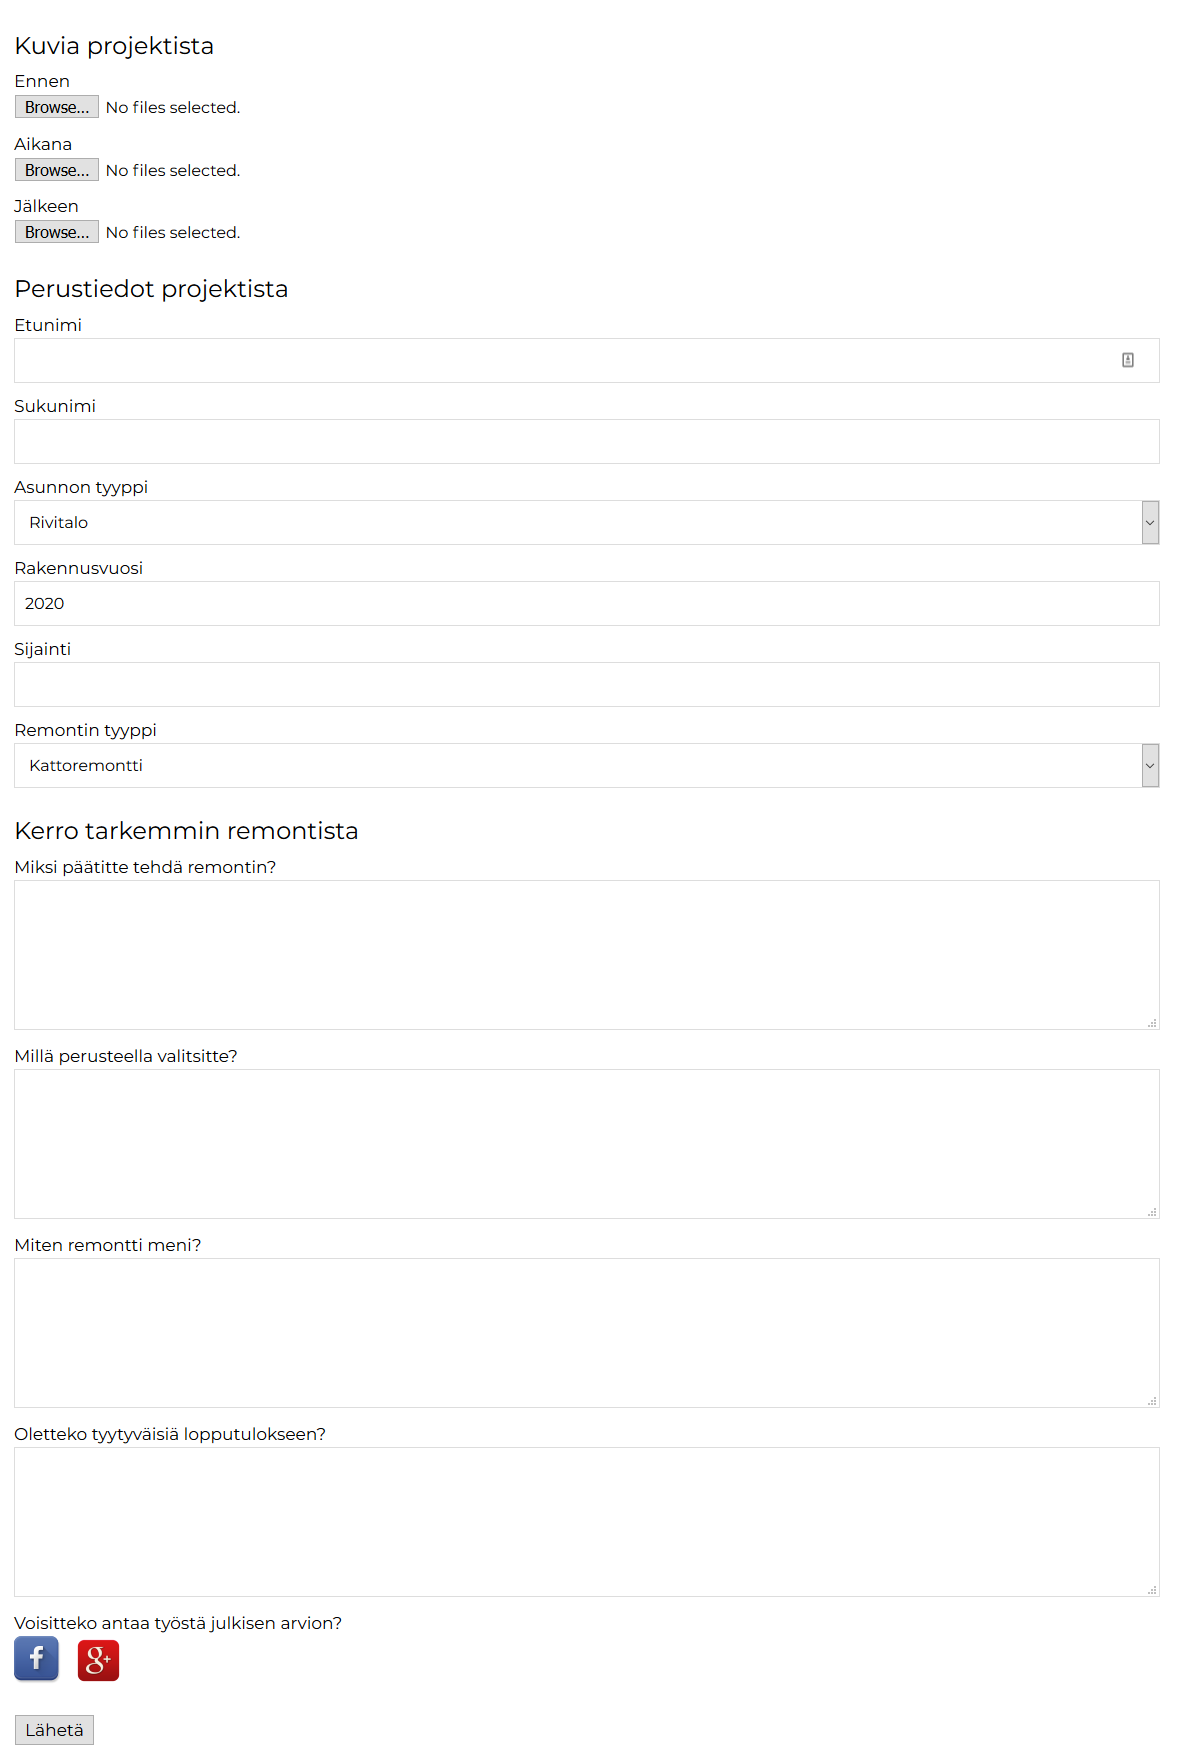 Kuvia projektista
Ennen
Browse... No files selected.
Aikana
Browse... No files selected.
Jälkeen
Browse... No files selected.
Perustiedot projektista
Etunimi
Sukunimi
Asunnon tyyppi
Rivitalo
Rakennusvuosi
2020
Sijainti
Remontin tyyppi
Kattoremontti
Kerro tarkemmin remontista
Miksi päätitte tehdä remontin?
Millä perusteella valitsitte?
Miten remontti meni?
Oletteko tyytyväisiä lopputulokseen?
Voisitteko antaa työstä julkisen arvion?
f g+
Lähetä